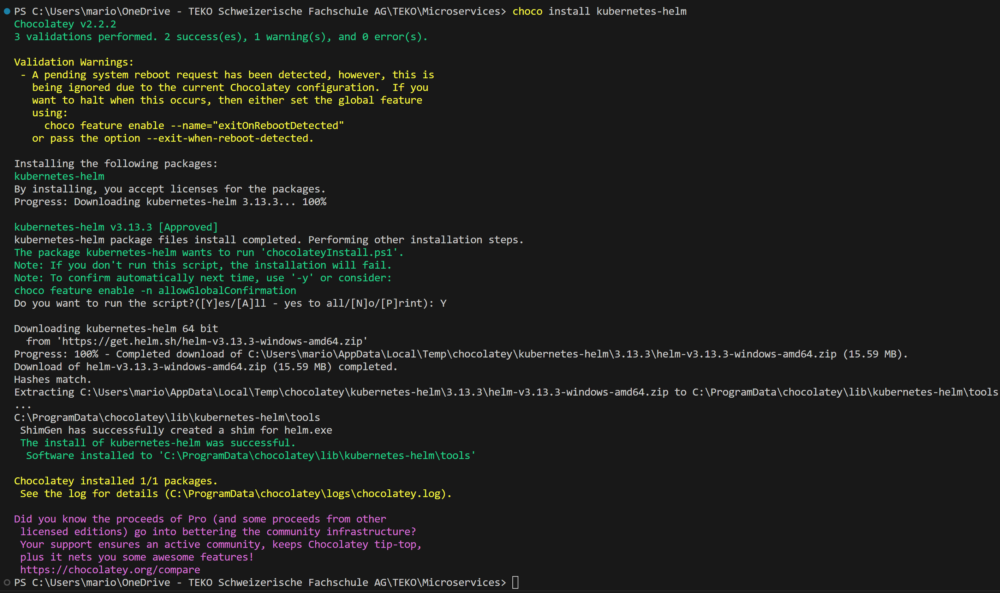 PS C:\Users\mario\OneDrive - TEKO Schweizerische Fachschule AG\TEKO\Microservices> choco install kubernetes-helm
Chocolatey v2.2.2
3 validations performed. 2 success(es), 1 warning(s), and 0 error(s).
Validation Warnings:
 - A pending system reboot request has been detected, however, this is
   being ignored due to the current Chocolatey configuration.  If you
   want to halt when this occurs, then either set the global feature
   using:
     choco feature enable --name="exitOnRebootDetected"
   or pass the option --exit-when-reboot-detected.
Installing the following packages:
kubernetes-helm
By installing, you accept licenses for the packages.
Progress: Downloading kubernetes-helm 3.13.3... 100%
kubernetes-helm v3.13.3 [Approved]
kubernetes-helm package files install completed. Performing other installation steps.
The package kubernetes-helm wants to run 'chocolateyInstall.ps1'.
Note: If you don't run this script, the installation will fail.
Note: To confirm automatically next time, use '-y' or consider:
choco feature enable -n allowGlobalConfirmation
Do you want to run the script?([Y]es/[A]ll - yes to all/[N]o/[P]rint): Y
Downloading kubernetes-helm 64 bit
  from 'https://get.helm.sh/helm-v3.13.3-windows-amd64.zip'
Progress: 100% - Completed download of C:\Users\mario\AppData\Local\Temp\chocolatey\kubernetes-helm\3.13.3\helm-v3.13.3-windows-amd64.zip (15.59 MB).
Download of helm-v3.13.3-windows-amd64.zip (15.59 MB) completed.
Hashes match.
Extracting C:\Users\mario\AppData\Local\Temp\chocolatey\kubernetes-helm\3.13.3\helm-v3.13.3-windows-amd64.zip to C:\ProgramData\chocolatey\lib\kubernetes-helm\tools
...
C:\ProgramData\chocolatey\lib\kubernetes-helm\tools
 ShimGen has successfully created a shim for helm.exe
 The install of kubernetes-helm was successful.
  Software installed to 'C:\ProgramData\chocolatey\lib\kubernetes-helm\tools'
Chocolatey installed 1/1 packages.
 See the log for details (C:\ProgramData\chocolatey\logs\chocolatey.log).
Did you know the proceeds of Pro (and some proceeds from other
 licensed editions) go into bettering the community infrastructure?
 Your support ensures an active community, keeps Chocolatey tip-top,
 plus it nets you some awesome features!
 https://chocolatey.org/compare
PS C:\Users\mario\OneDrive - TEKO Schweizerische Fachschule AG\TEKO\Microservices>